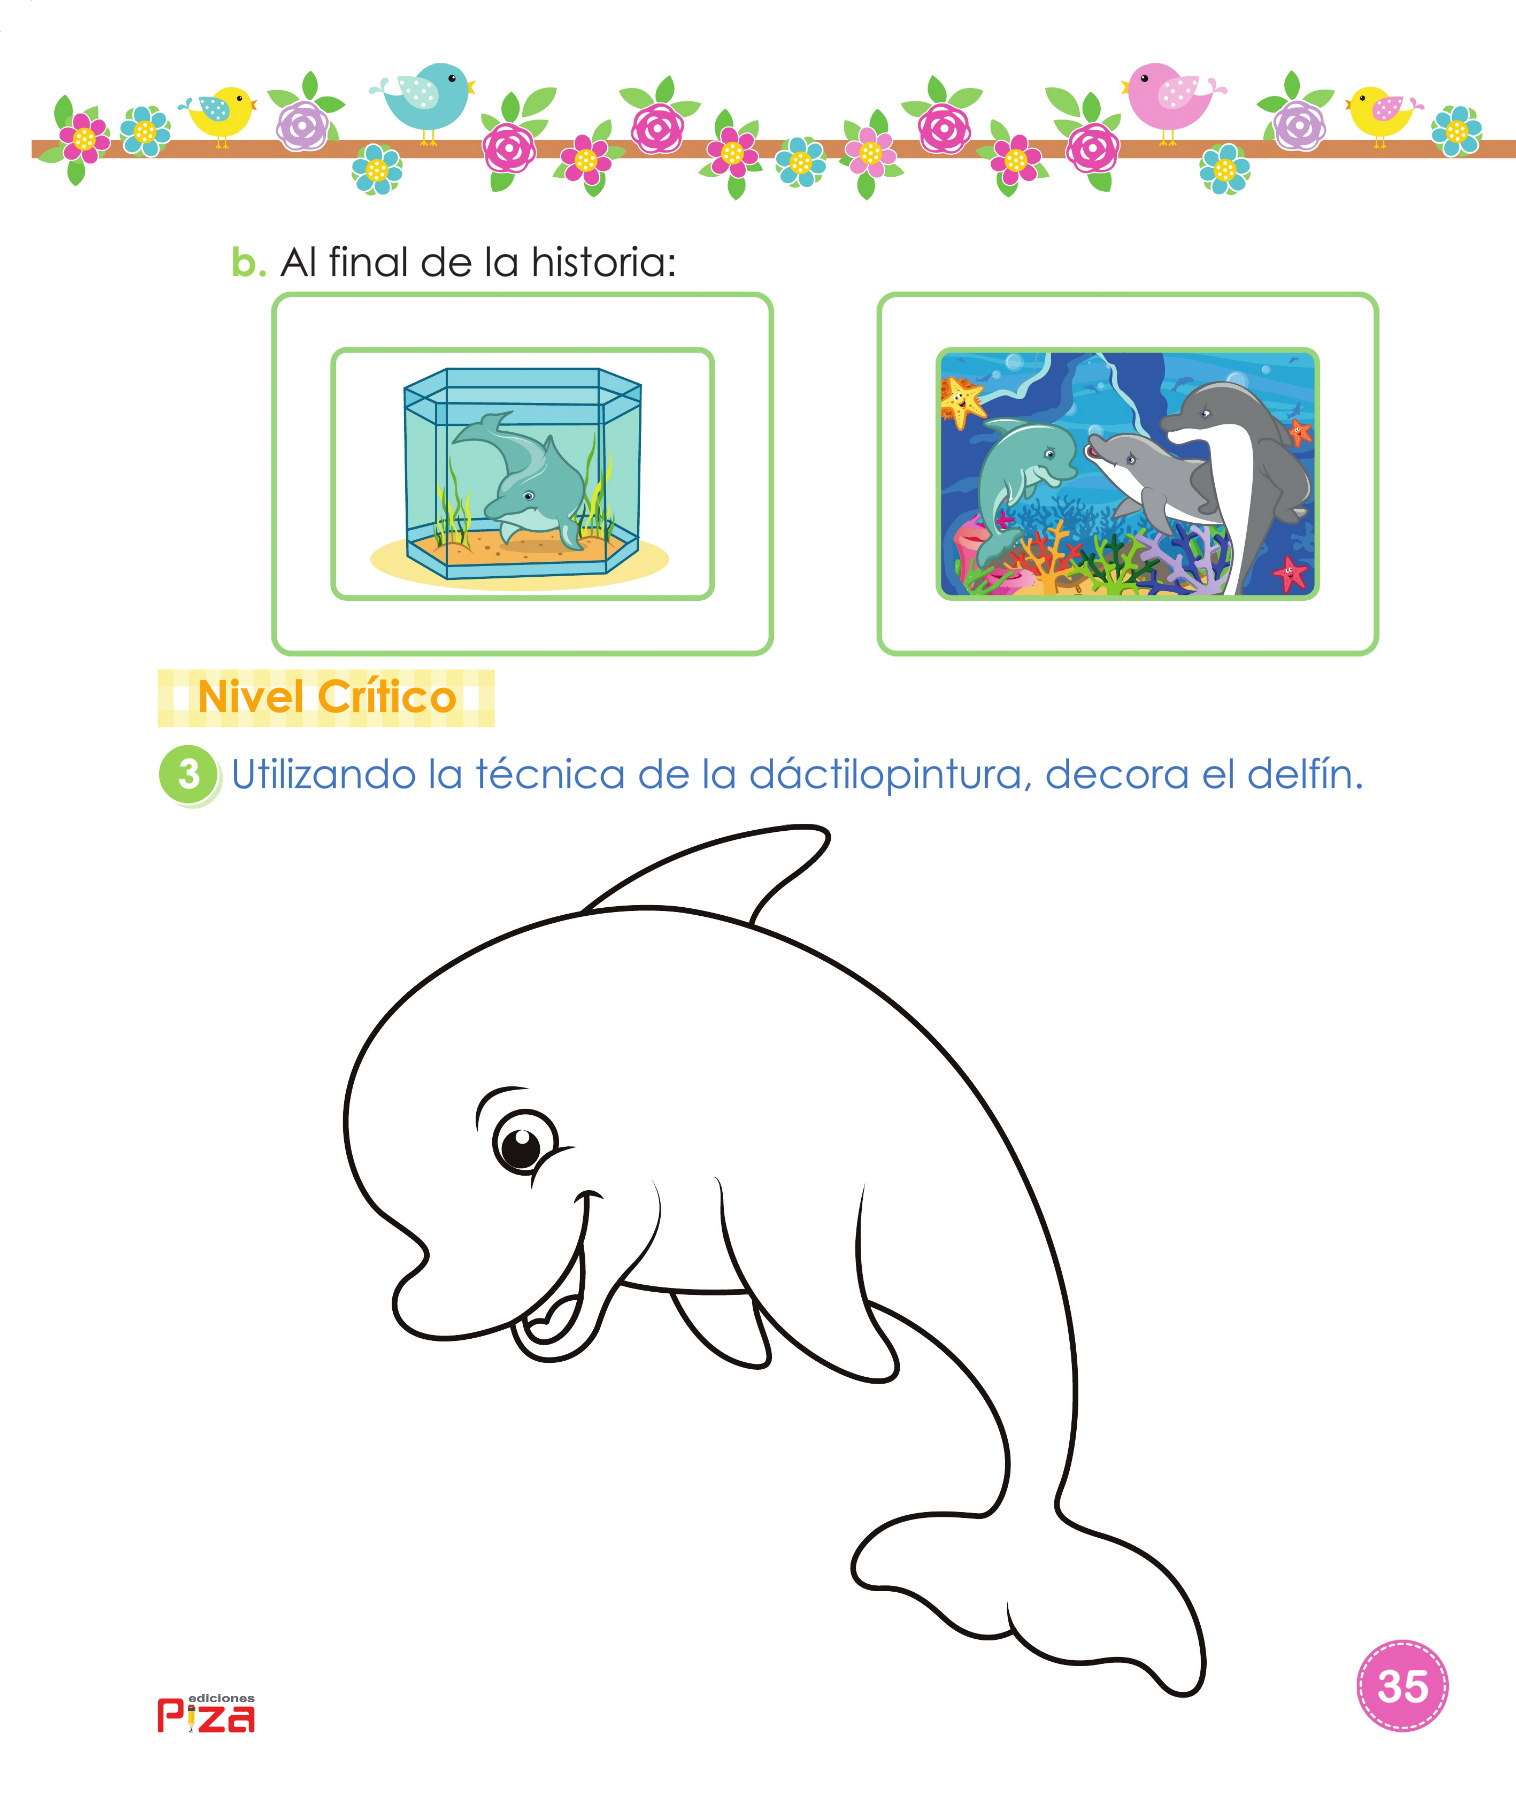 b. Al final de la historia:
Nivel Crítico
3 Utilizando la técnica de la dáctilopintura, decora el delfín.
ediciones
Piza
35